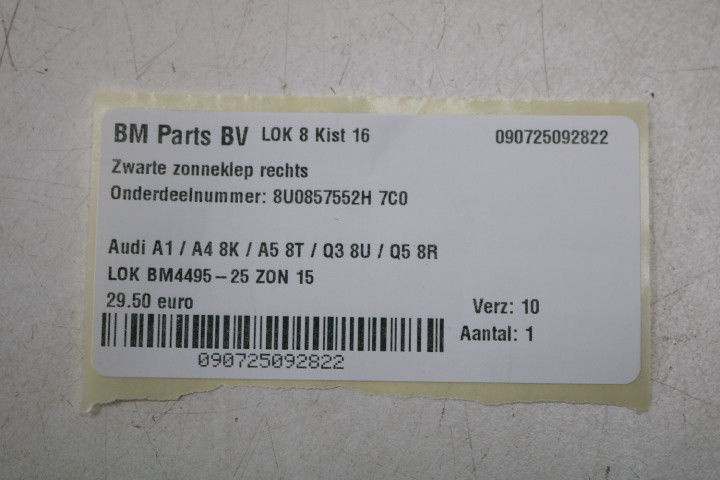 BM Parts BV LOK 8 Kist 16 090725092822
Zwarte zonneklep rechts
Onderdeelnummer: 8U0857552H 7C0
Audi A1 / A4 8K / A5 8T / Q3 8U / Q5 8R
LOK BM4495-25 ZON 15
29.50 euro Verz: 10
Aantal: 1
090725092822